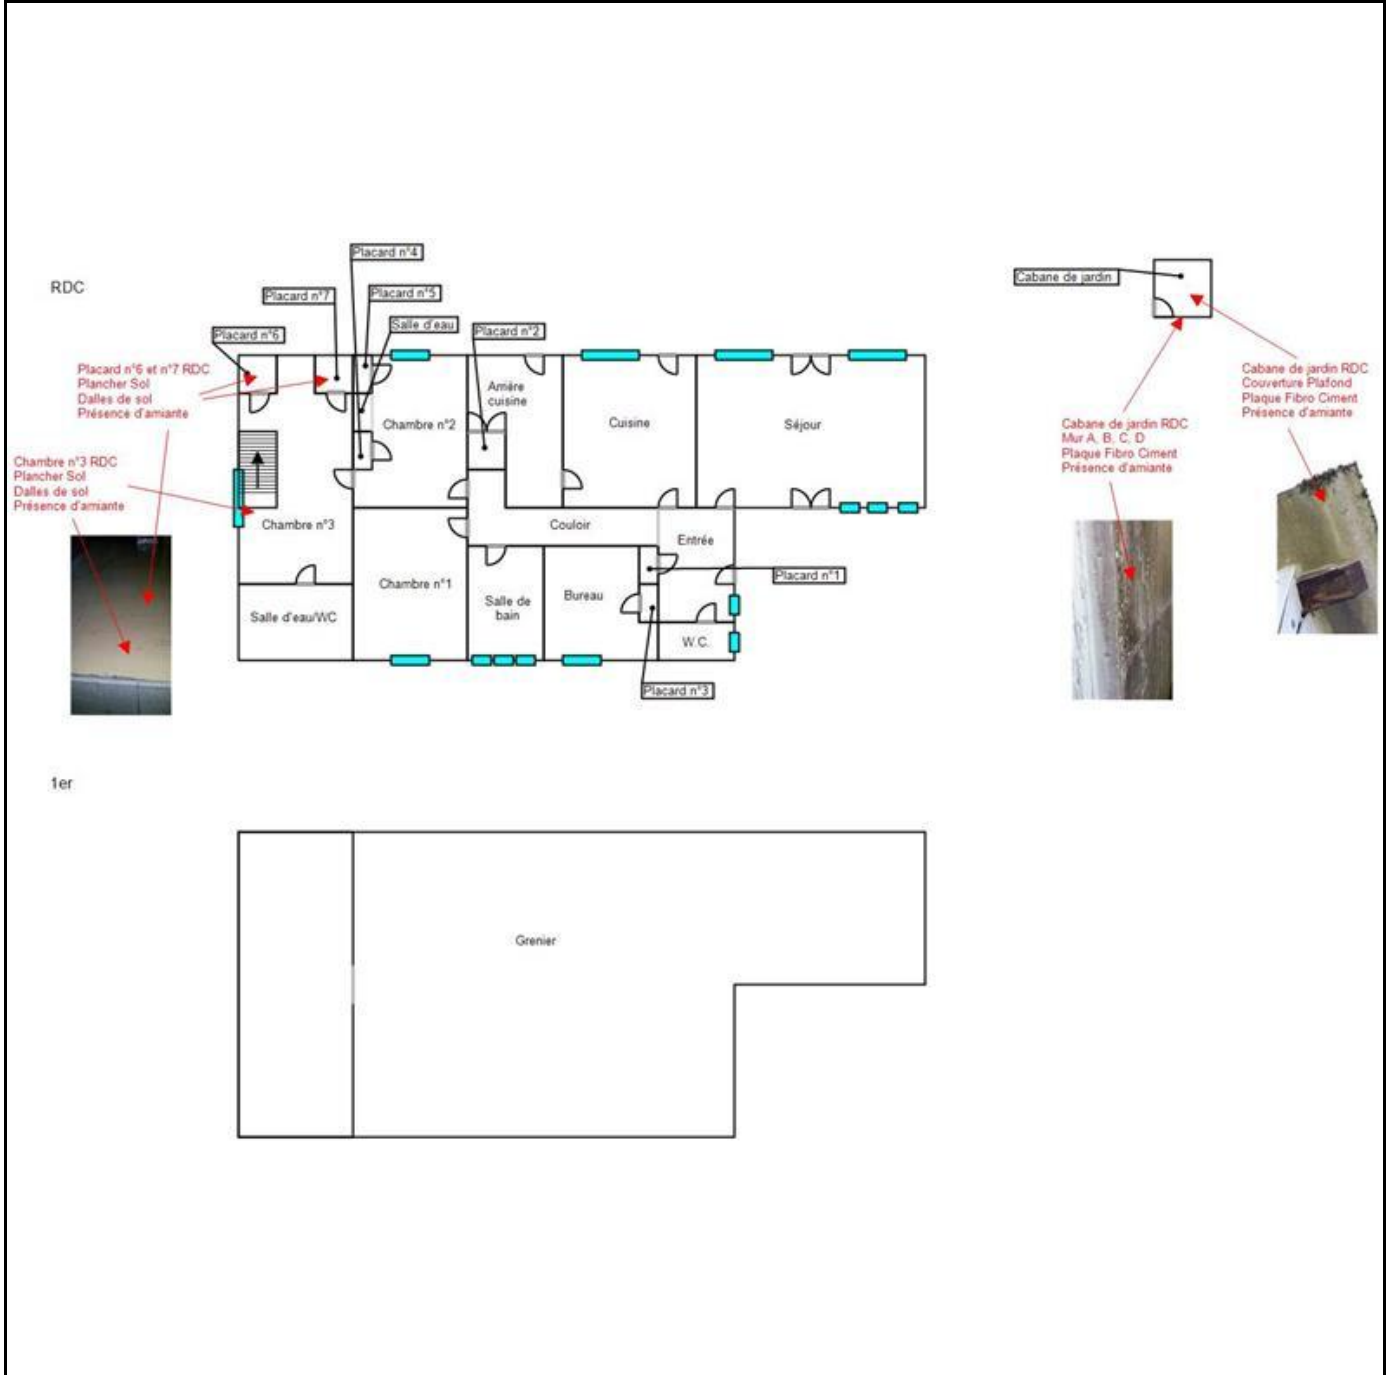 RDC
Placard n°4
Placard n°7
Placard n°5
Salle d'eau
Placard n°6
Placard n°2
Cabane de jardin
Placard n°6 et n°7 RDC
Plancher Sol
Dalles de sol
Présence d'amiante
Chambre n°3 RDC
Plancher Sol
Dalles de sol
Présence d'amiante
Arrière
cuisine
Chambre n°2
Cuisine
Séjour
Chambre n°3
Couloir
Entrée
Placard n°1
Chambre n°1
Salle de
bain
Bureau
Salle d'eau/WC
W.C.
Placard n°3
Cabane de jardin RDC
Couverture Plafond
Plaque Fibro Ciment
Présence d'amiante
Cabane de jardin RDC
Mur A, B, C, D
Plaque Fibro Ciment
Présence d'amiante
1er
Grenier